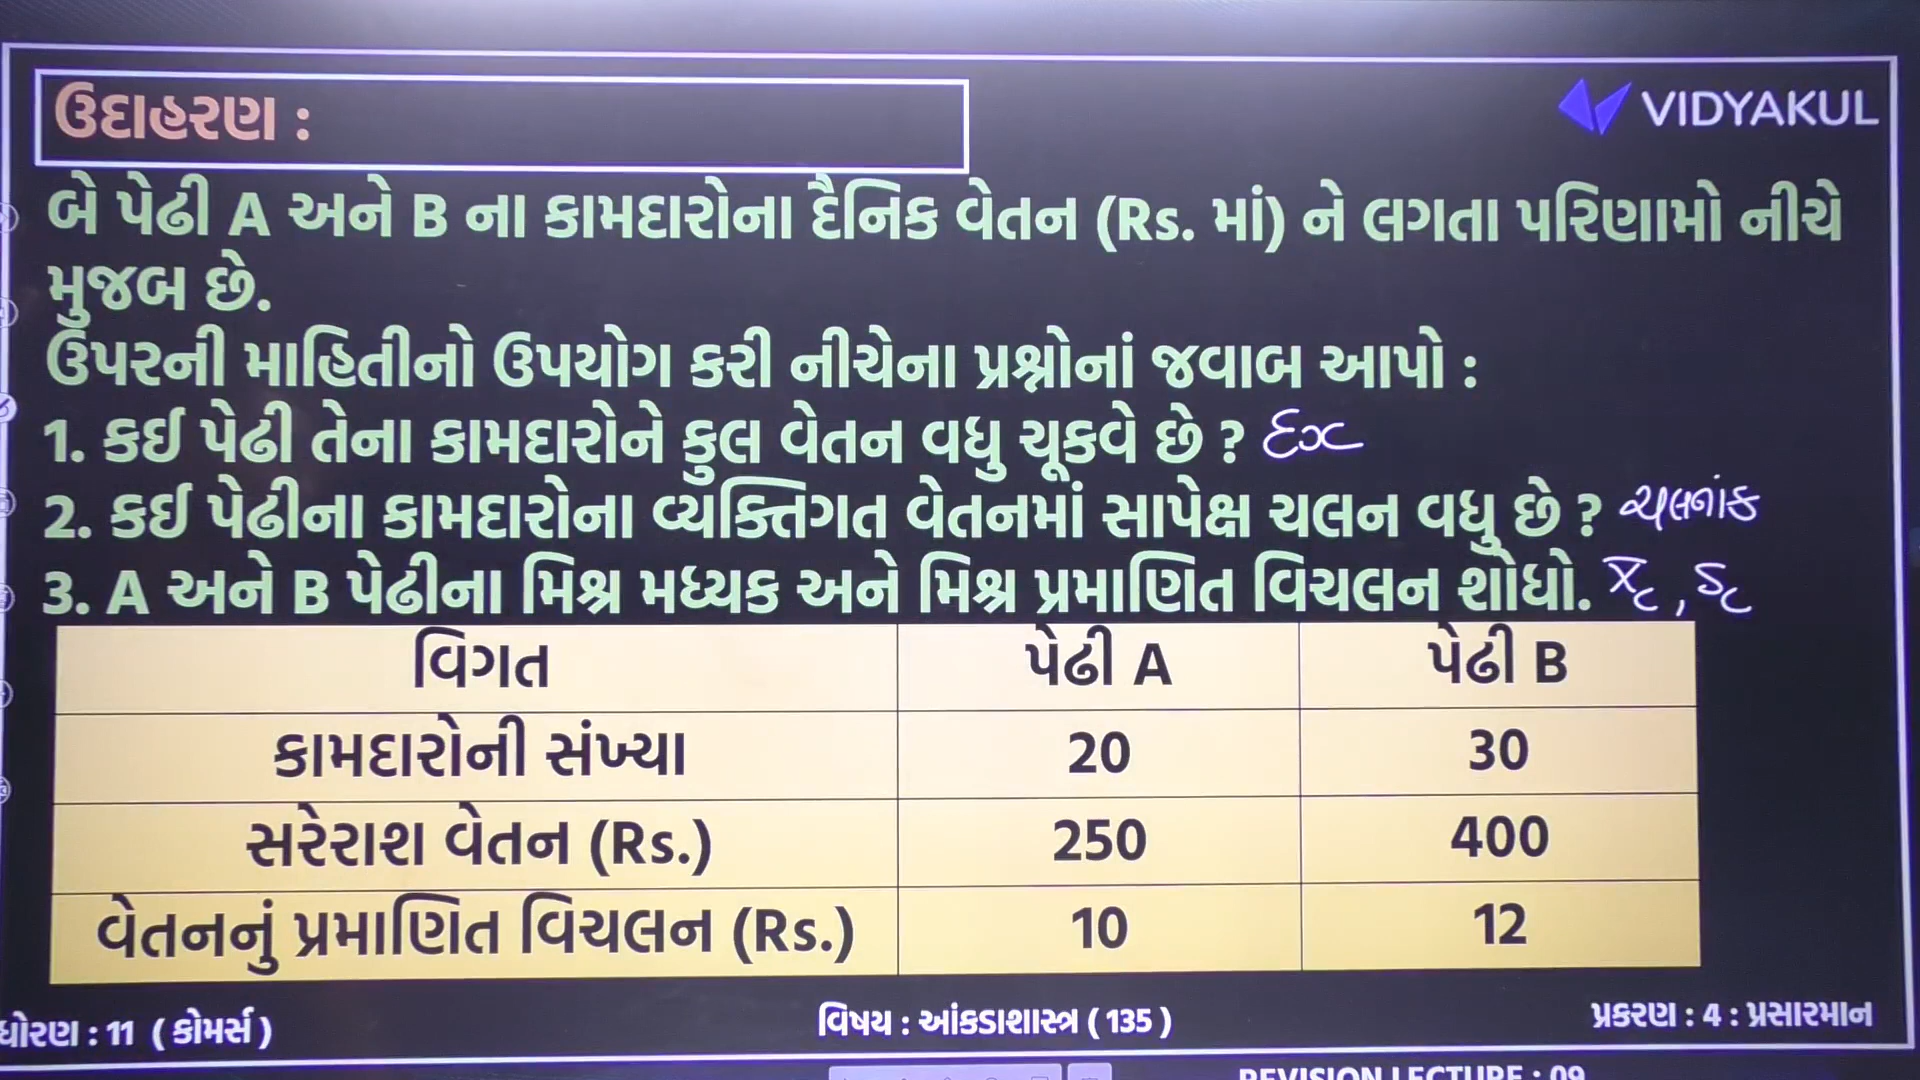 ઉદાહરણ :
VIDYAKUL
બે પેઢી A અને B ના કામદારોના દૈનિક વેતન (Rs. માં) ને લગતા પરિણામો નીચે
મુજબ છે.
ઉપરની માહિતીનો ઉપયોગ કરી નીચેના પ્રશ્નોનાં જવાબ આપો :
1. કઈ પેઢી તેના કામદારોને કુલ વેતન વધુ ચૂકવે છે ? Σx
2. કઈ પેઢીના કામદારોના વ્યક્તિગત વેતનમાં સાપેક્ષ ચલન વધુ છે ? ચલનાંક
3. A અને B પેઢીના મિશ્ર મધ્યક અને મિશ્ર પ્રમાણિત વિચલન શોધો. x̄c , Sc
વિગત પેઢી A પેઢી B
કામદારોની સંખ્યા 20 30
સરેરાશ વેતન (Rs.) 250 400
વેતનનું પ્રમાણિત વિચલન (Rs.) 10 12
ધોરણ : 11 ( કોમર્સ ) વિષય : આંકડાશાસ્ત્ર ( 135 ) પ્રકરણ : 4 : પ્રસારમાન
REVISION LECTURE : 09